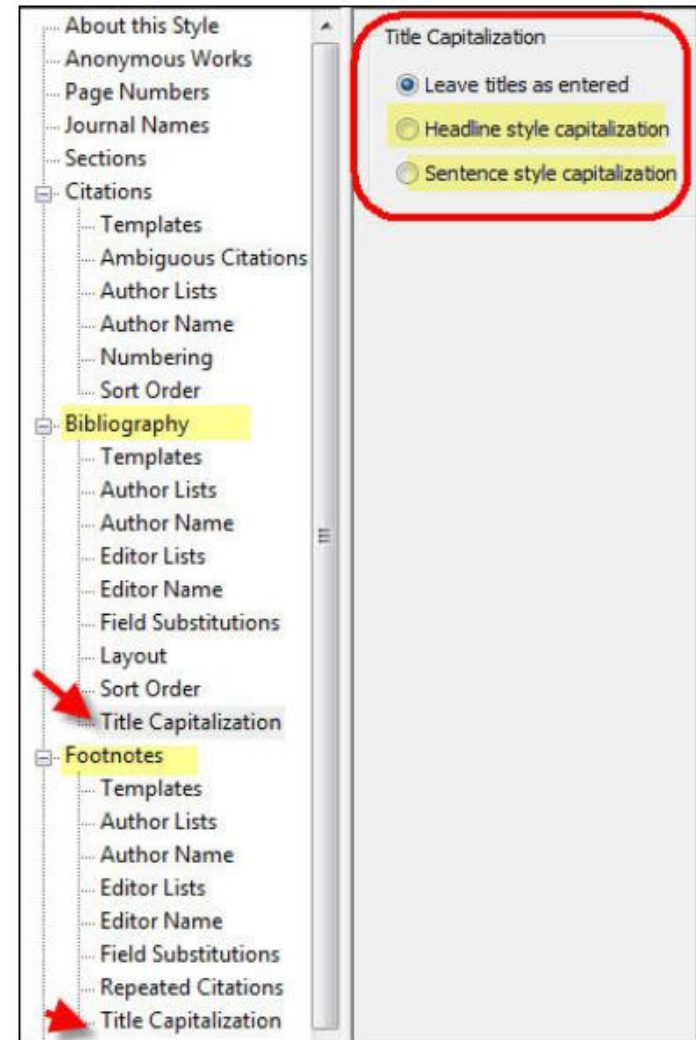 About this Style
Anonymous Works
Page Numbers
Journal Names
Sections
Citations
Templates
Ambiguous Citations
Author Lists
Author Name
Numbering
Sort Order
Bibliography
Templates
Author Lists
Author Name
Editor Lists
Editor Name
Field Substitutions
Layout
Sort Order
Title Capitalization
Footnotes
Templates
Author Lists
Author Name
Editor Lists
Editor Name
Field Substitutions
Repeated Citations
Title Capitalization
Title Capitalization
Leave titles as entered
Headline style capitalization
Sentence style capitalization